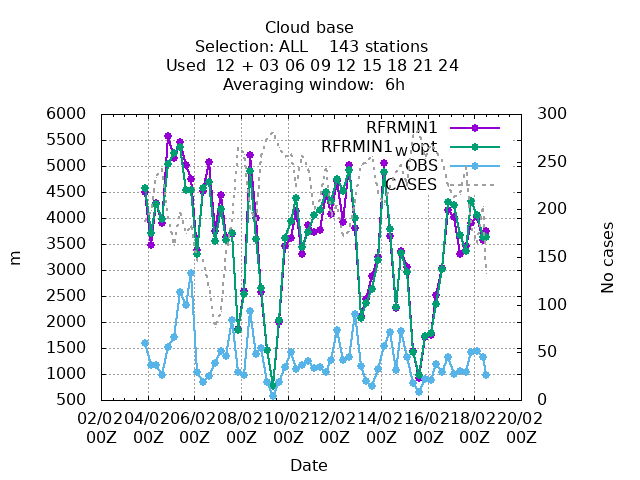 Cloud base
Selection: ALL    143 stations
Used  12 + 03 06 09 12 15 18 21 24
Averaging window:  6h
RFRMIN1
RFRMIN1w/opt
OBS
CASES
6000
5500
5000
4500
4000
3500
3000
2500
2000
1500
1000
500
m
300
250
200
150
100
50
0
No cases
02/02 04/02 06/02 08/02 10/02 12/02 14/02 16/02 18/02 20/02
00Z 00Z 00Z 00Z 00Z 00Z 00Z 00Z 00Z 00Z
Date